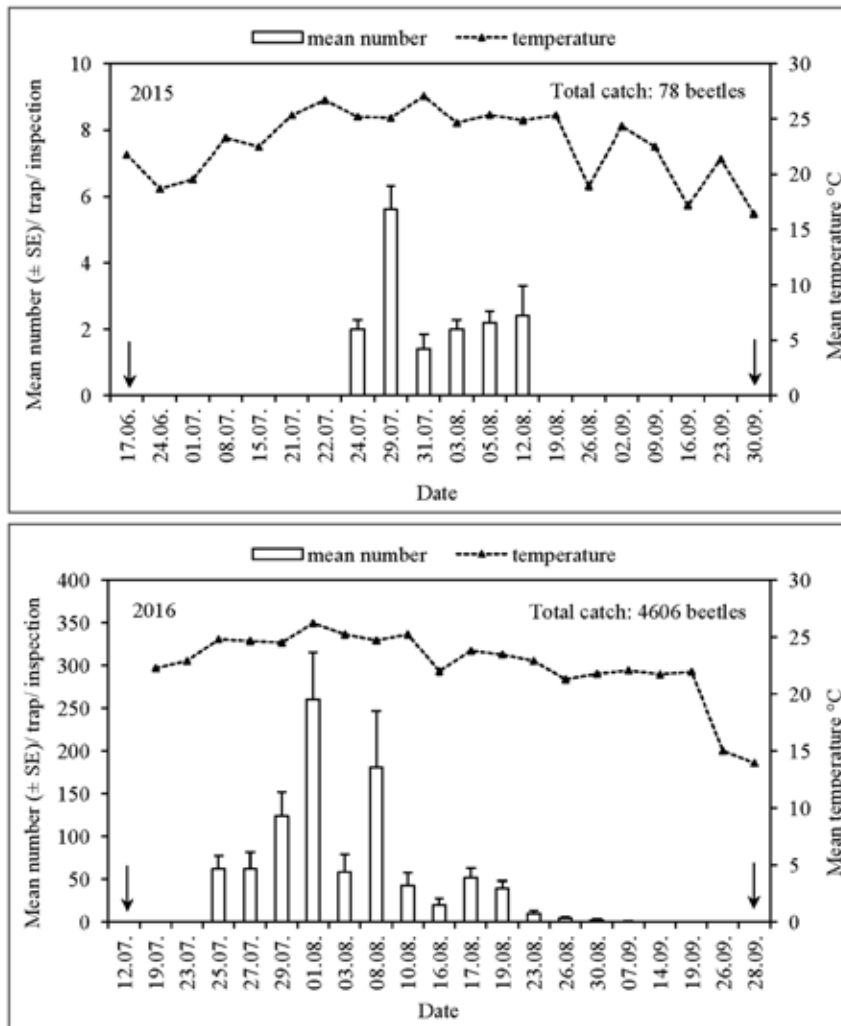 mean number temperature
2015
Total catch: 78 beetles
Mean number (± SE)/ trap/ inspection
10
8
6
4
2
0
30
25
20
15
10
5
0
Mean temperature °C
17.06. 24.06. 01.07. 08.07. 15.07. 21.07. 22.07. 24.07. 29.07. 31.07. 03.08. 05.08. 12.08. 19.08. 26.08. 02.09. 09.09. 16.09. 23.09. 30.09.
Date
mean number temperature
2016
Total catch: 4606 beetles
Mean number (± SE)/ trap/ inspection
400
350
300
250
200
150
100
50
0
30
25
20
15
10
5
0
Mean temperature °C
12.07. 19.07. 23.07. 25.07. 27.07. 29.07. 01.08. 03.08. 08.08. 10.08. 16.08. 17.08. 19.08. 23.08. 26.08. 30.08. 07.09. 14.09. 19.09. 26.09. 28.09.
Date